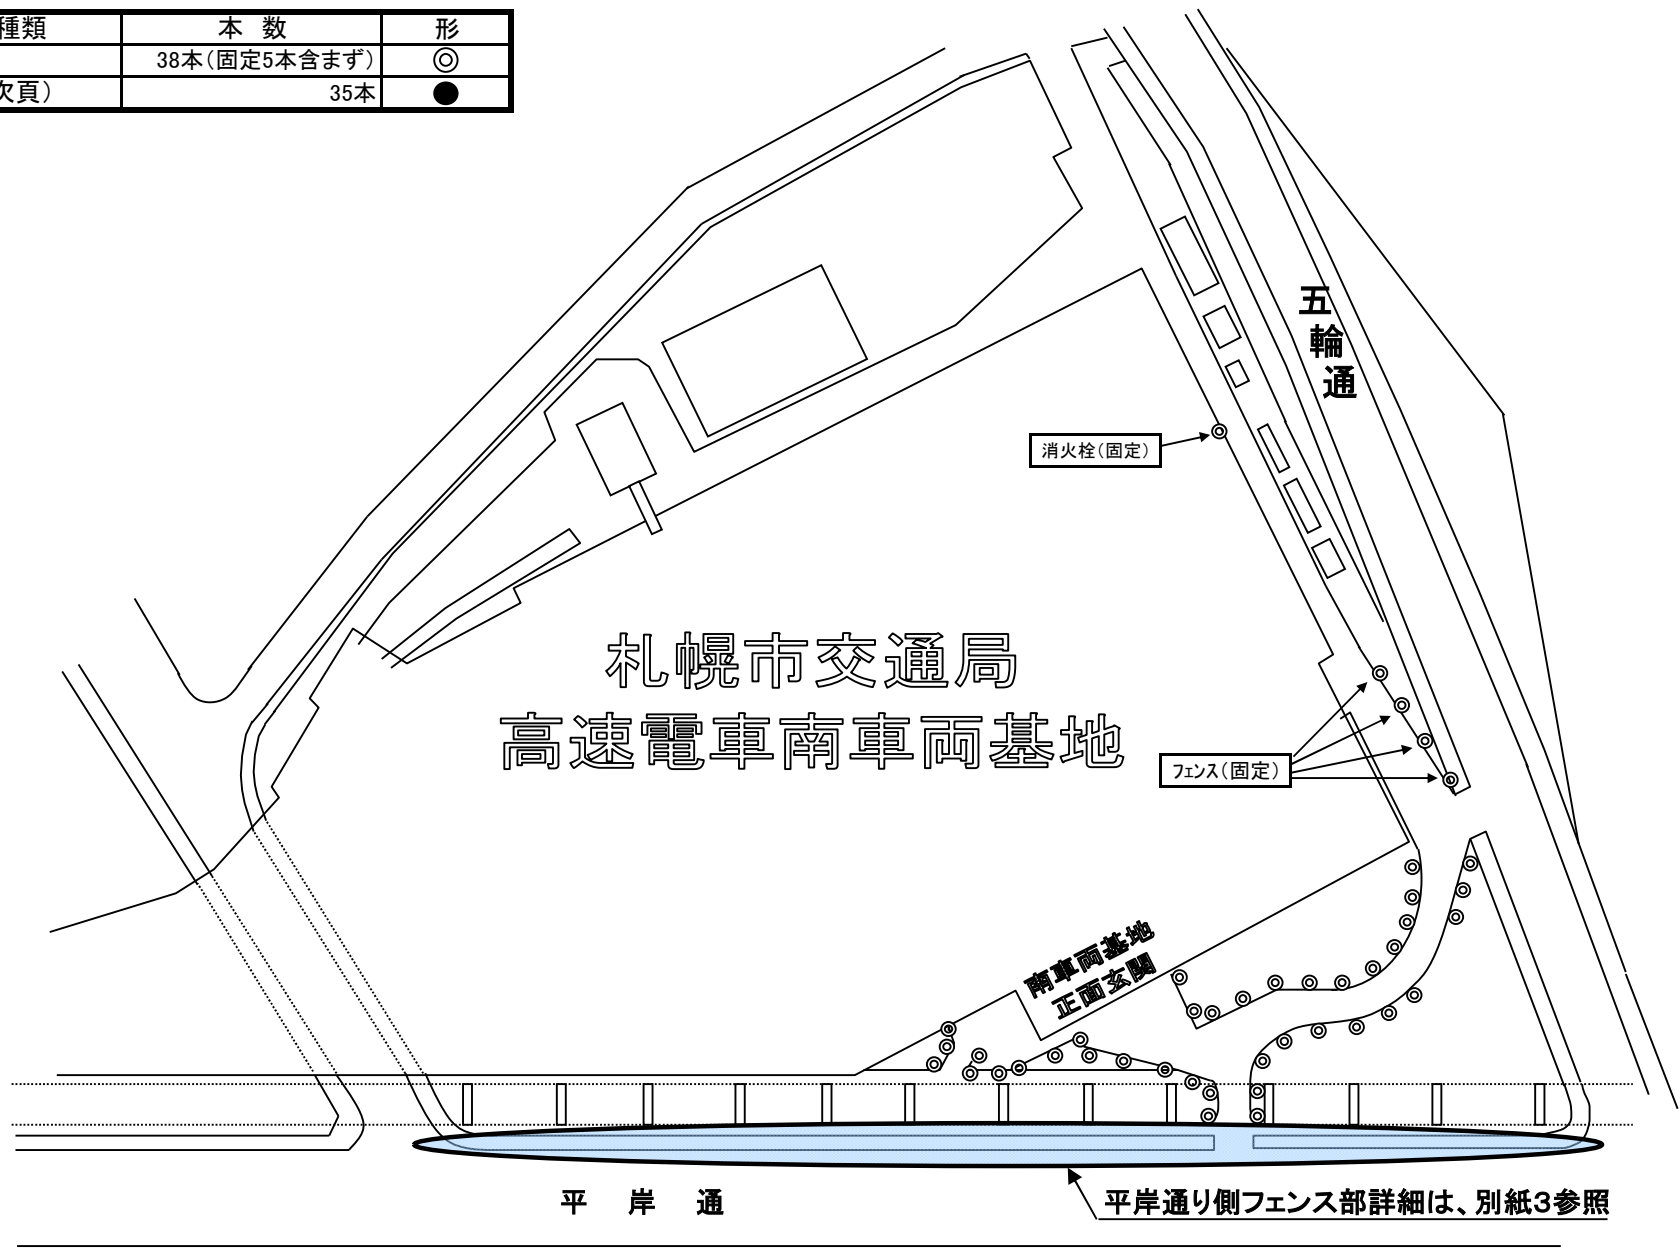 種類 本 数 形
38本(固定5本含まず) ◎
次頁) 35本 ●
五
輪
通
消火栓(固定)
札幌市交通局
高速電車南車両基地
フェンス(固定)
南車両基地
正面玄関
平 岸 通
平岸通り側フェンス部詳細は、別紙3参照